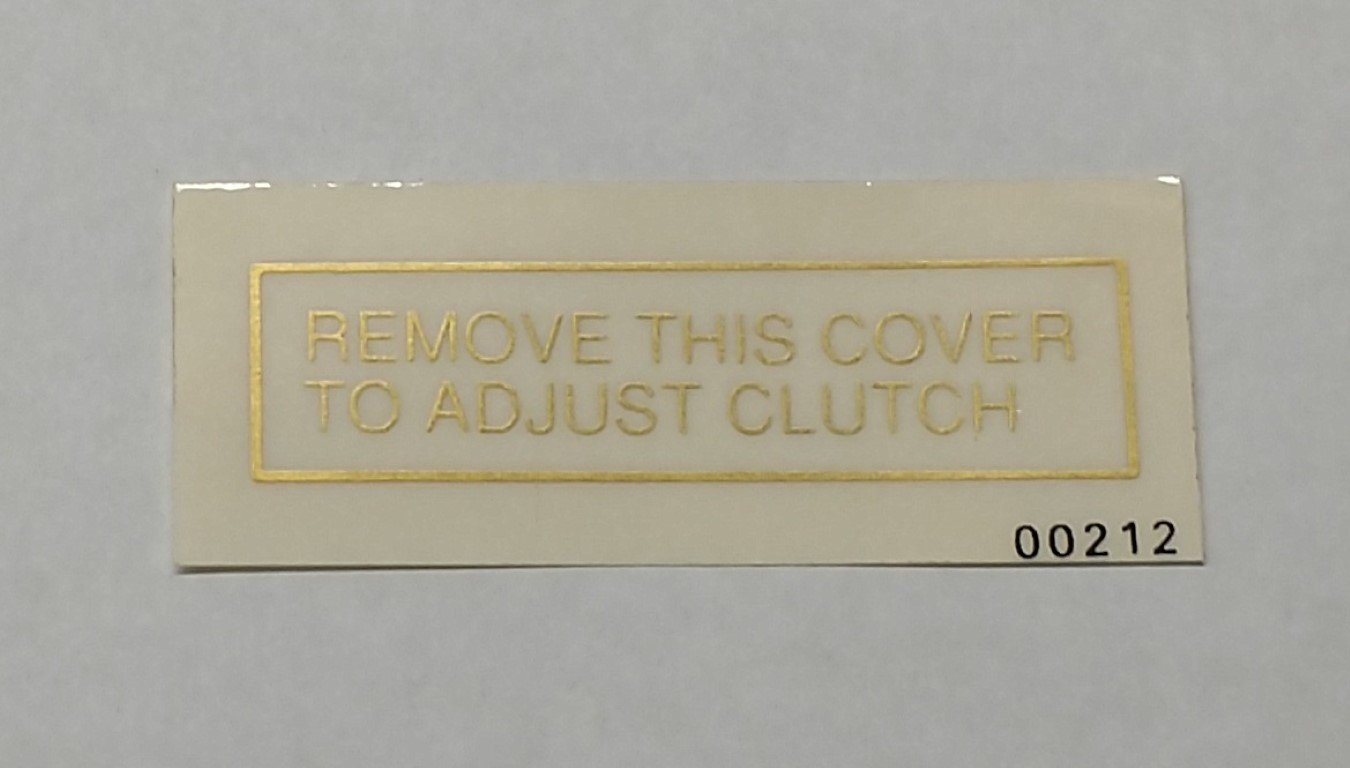 REMOVE THIS COVER
TO ADJUST CLUTCH
00212